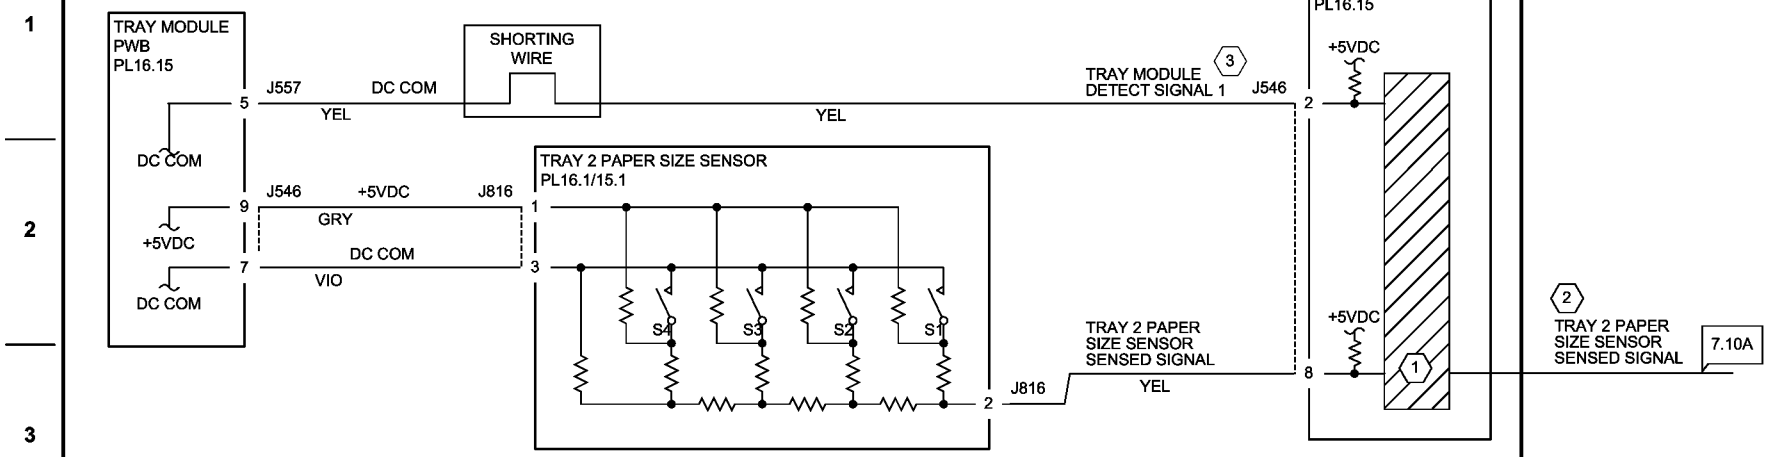 1
2
3
TRAY MODULE
PWB
PL16.15
5
J557
DC COM
YEL
DC COM
SHORTING
WIRE
YEL
TRAY MODULE
DETECT SIGNAL 1
3
J546
2
PL16.15
+5VDC
9
J546
+5VDC
J816
GRY
+5VDC
7
DC COM
VIO
DC COM
TRAY 2 PAPER SIZE SENSOR
PL16.1/15.1
1
3
S4
S3
S2
S1
2
J816
TRAY 2 PAPER
SIZE SENSOR
SENSED SIGNAL
YEL
8
+5VDC
1
2
TRAY 2 PAPER
SIZE SENSOR
SENSED SIGNAL
7.10A